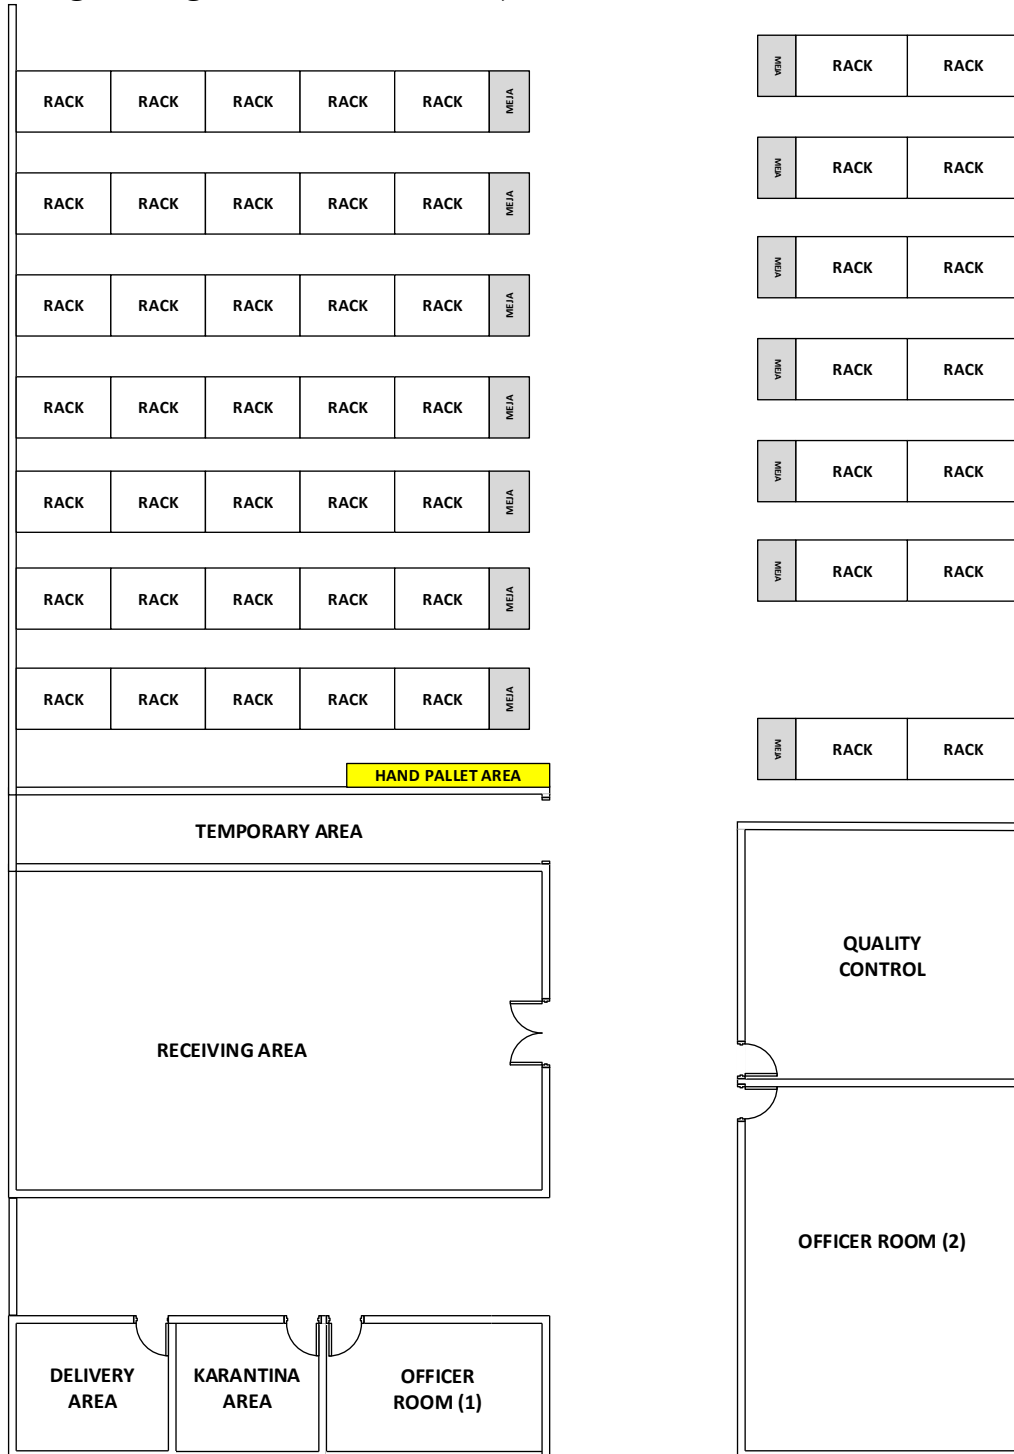 MEJA RACK RACK
RACK RACK RACK RACK RACK MEJA
MEJA RACK RACK
RACK RACK RACK RACK RACK MEJA
MEJA RACK RACK
RACK RACK RACK RACK RACK MEJA
MEJA RACK RACK
RACK RACK RACK RACK RACK MEJA
MEJA RACK RACK
RACK RACK RACK RACK RACK MEJA
MEJA RACK RACK
RACK RACK RACK RACK RACK MEJA
RACK RACK RACK RACK RACK MEJA
MEJA RACK RACK
HAND PALLET AREA
TEMPORARY AREA
QUALITY
CONTROL
RECEIVING AREA
OFFICER ROOM (2)
DELIVERY
AREA
KARANTINA
AREA
OFFICER
ROOM (1)